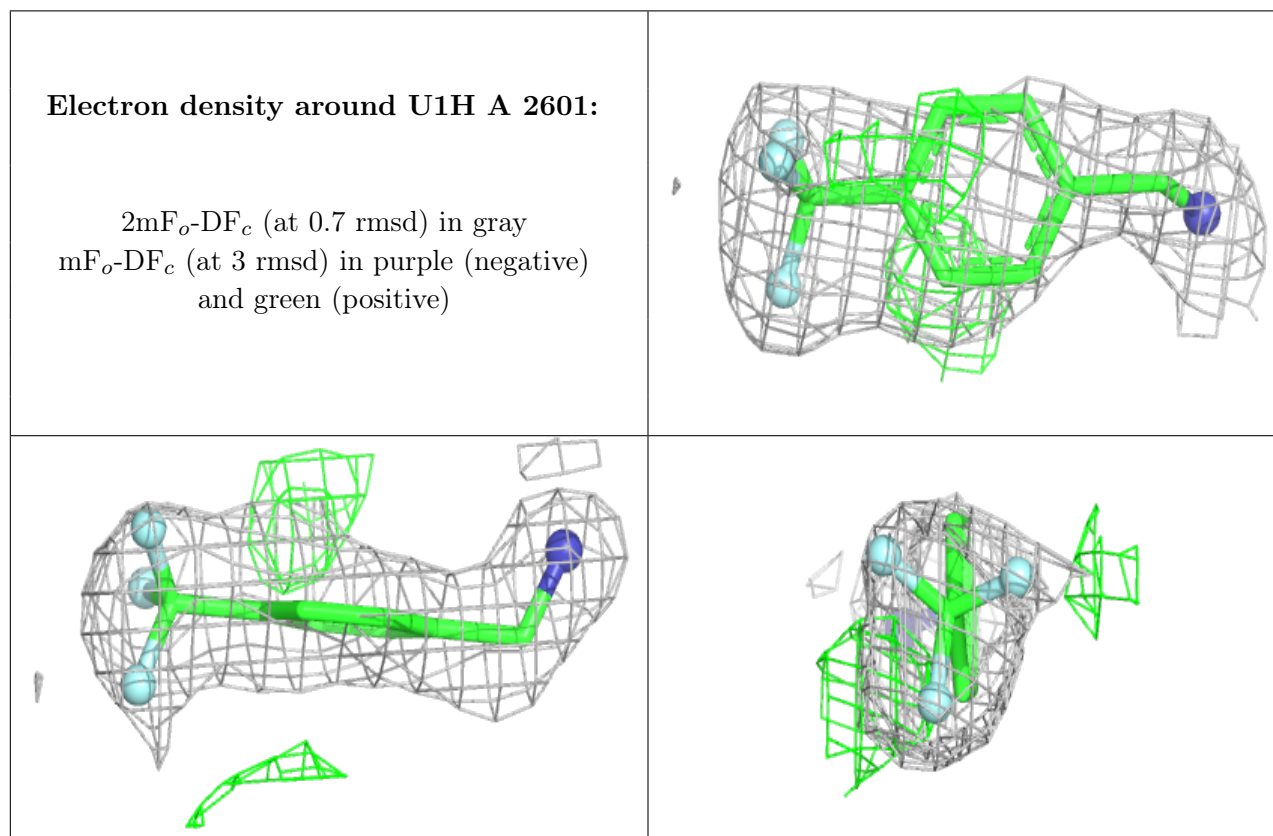 Electron density around U1H A 2601:
2mFo-DFc (at 0.7 rmsd) in gray
mFo-DFc (at 3 rmsd) in purple (negative)
and green (positive)